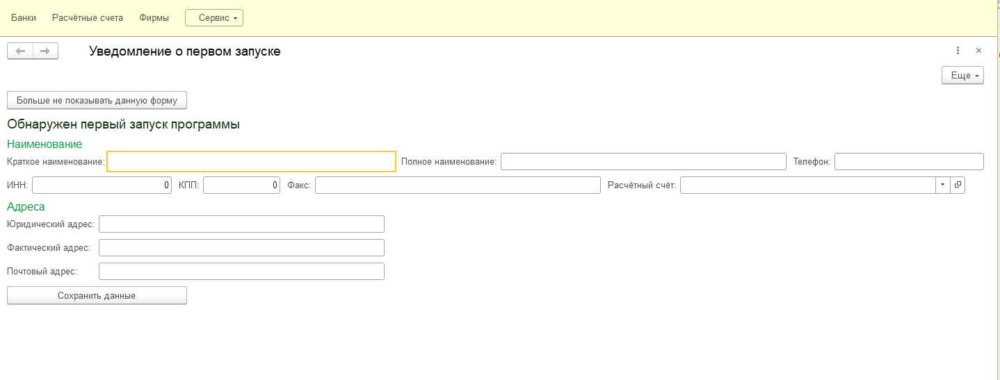 Банки Расчётные счета Фирмы Сервис
Уведомление о первом запуске
Еще
Больше не показывать данную форму
Обнаружен первый запуск программы
Наименование
Краткое наименование: Полное наименование: Телефон:
ИНН: 0 КПП: 0 Факс: Расчётный счёт:
Адреса
Юридический адрес:
Фактический адрес:
Почтовый адрес:
Сохранить данные